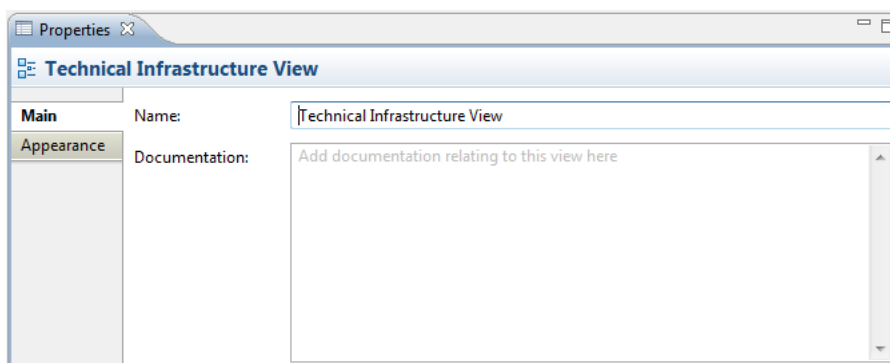 Properties
Technical Infrastructure View
Main
Name:
Technical Infrastructure View
Appearance
Documentation:
Add documentation relating to this view here